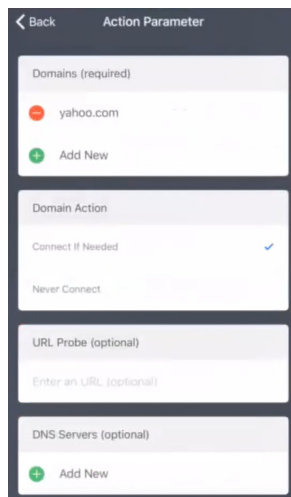 Back Action Parameter
Domains (required)
yahoo.com
Add New
Domain Action
Connect If Needed
Never Connect
URL Probe (optional)
Enter an URL (optional)
DNS Servers (optional)
Add New